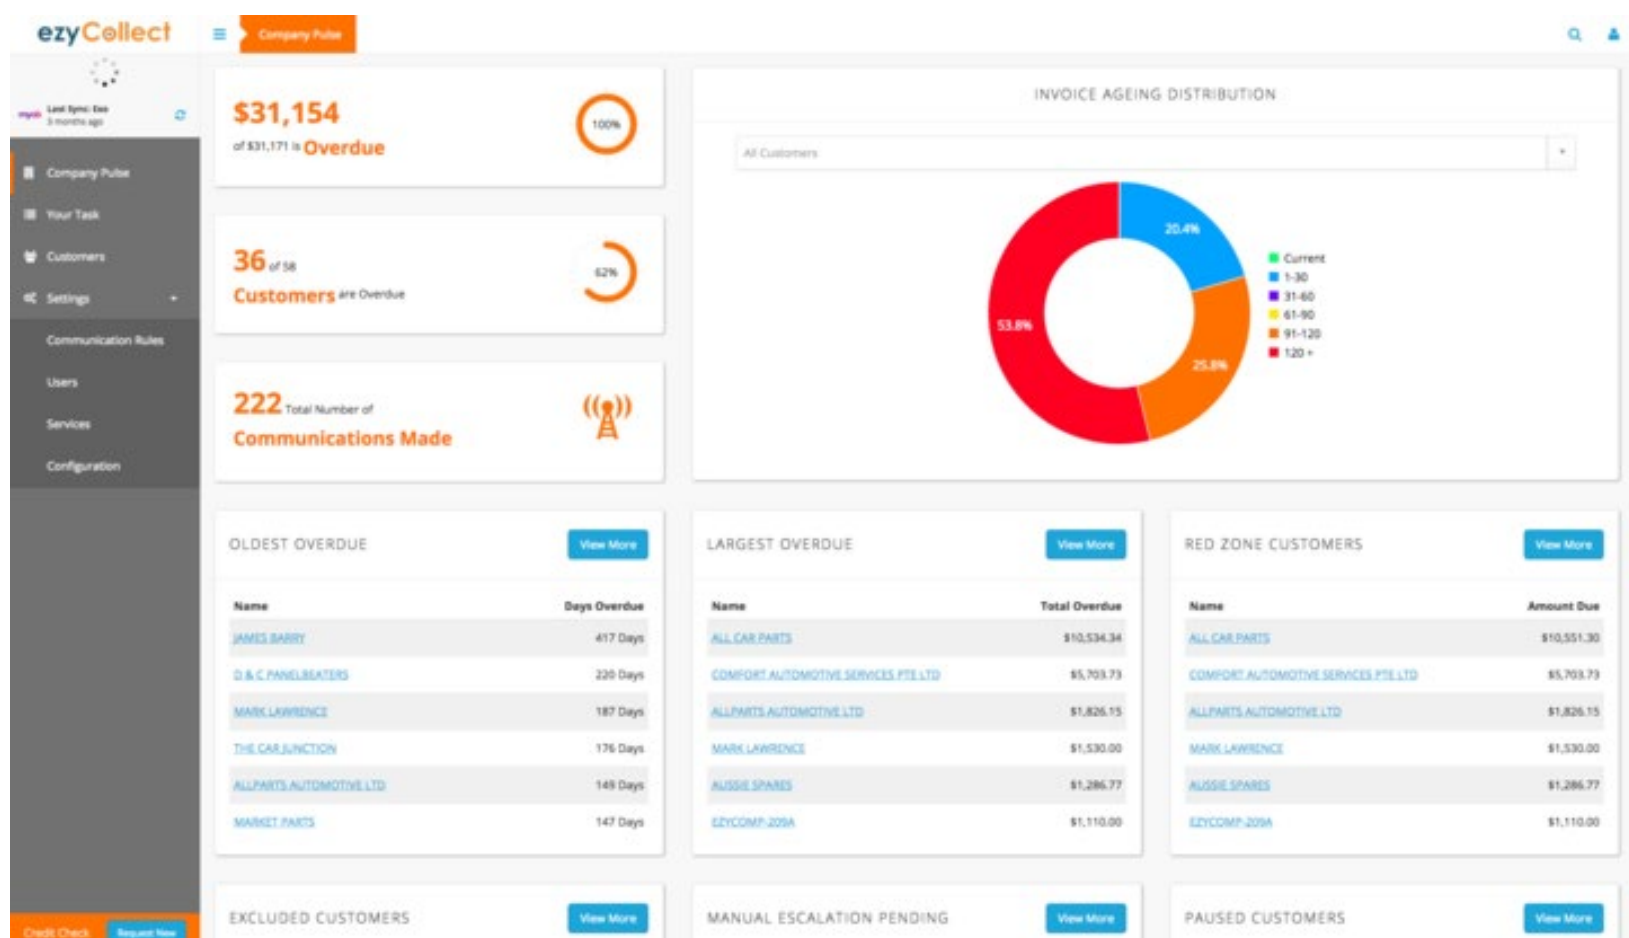 ezyCollect
Company Pulse
myob Last Sync: Exo
3 months ago
Company Pulse
Your Task
Customers
Settings
Communication Rules
Users
Services
Configuration
Credit Check Request New
$31,154
of $31,171 is Overdue
100%
36 of 58
Customers are Overdue
62%
222 Total Number of
Communications Made
INVOICE AGEING DISTRIBUTION
All Customers
20.4%
53.8%
25.8%
Current
1-30
31-60
61-90
91-120
120 +
OLDEST OVERDUE View More
Name Days Overdue
JAMES BARRY 417 Days
D & C PANELBEATERS 220 Days
MARK LAWRENCE 187 Days
THE CAR JUNCTION 176 Days
ALLPARTS AUTOMOTIVE LTD 149 Days
MARKET PARTS 147 Days
LARGEST OVERDUE View More
Name Total Overdue
ALL CAR PARTS $10,534.34
COMFORT AUTOMOTIVE SERVICES PTE LTD $5,703.73
ALLPARTS AUTOMOTIVE LTD $1,826.15
MARK LAWRENCE $1,530.00
AUSSIE SPARES $1,286.77
EZYCOMP-209A $1,110.00
RED ZONE CUSTOMERS View More
Name Amount Due
ALL CAR PARTS $10,551.30
COMFORT AUTOMOTIVE SERVICES PTE LTD $5,703.73
ALLPARTS AUTOMOTIVE LTD $1,826.15
MARK LAWRENCE $1,530.00
AUSSIE SPARES $1,286.77
EZYCOMP-209A $1,110.00
EXCLUDED CUSTOMERS View More
MANUAL ESCALATION PENDING View More
PAUSED CUSTOMERS View More